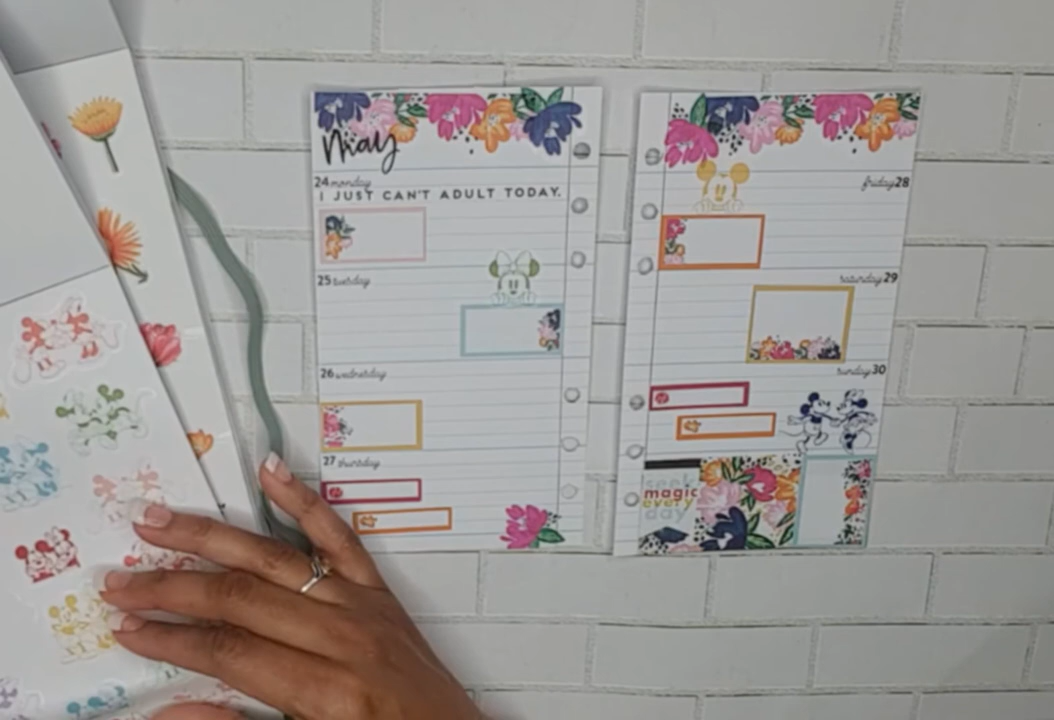 May
24 monday
I JUST CAN'T ADULT TODAY.
25 tuesday
26 wednesday
27 thursday
friday 28
saturday 29
sunday 30
seek
magic
every
day